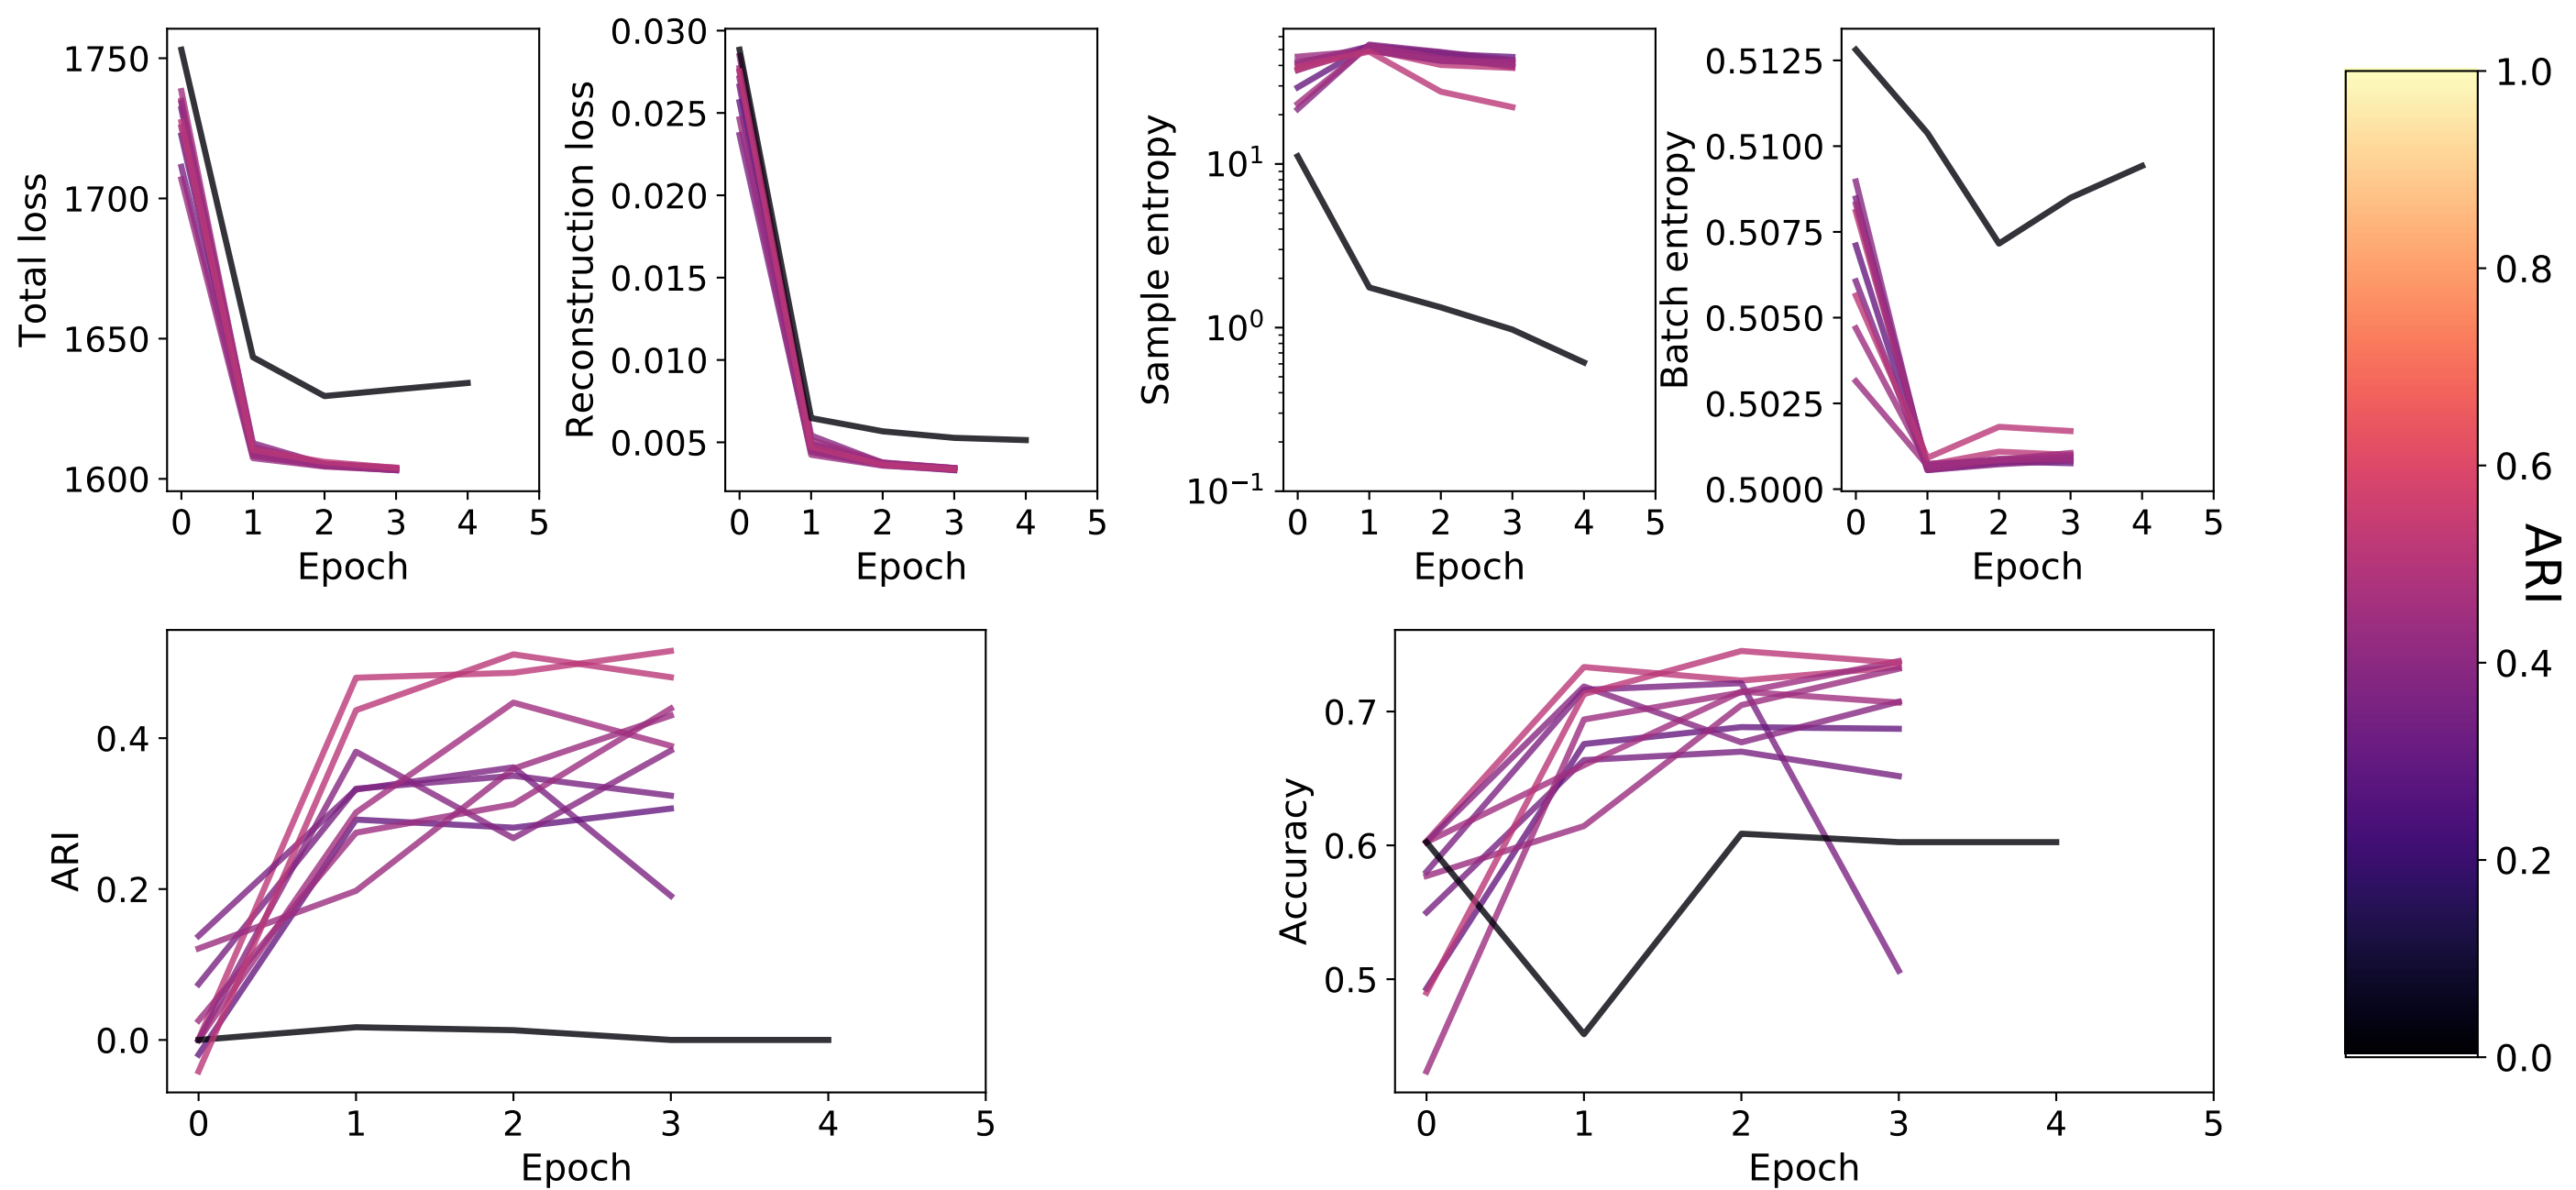 Total loss
1750
1700
1650
1600
0 1 2 3 4 5
Epoch
Reconstruction loss
0.030
0.025
0.020
0.015
0.010
0.005
0 1 2 3 4 5
Epoch
Sample entropy
10^1
10^0
10^−1
0 1 2 3 4 5
Epoch
Batch entropy
0.5125
0.5100
0.5075
0.5050
0.5025
0.5000
0 1 2 3 4 5
Epoch
ARI
0.4
0.2
0.0
0 1 2 3 4 5
Epoch
Accuracy
0.7
0.6
0.5
0 1 2 3 4 5
Epoch
1.0
0.8
0.6
0.4
0.2
0.0
ARI